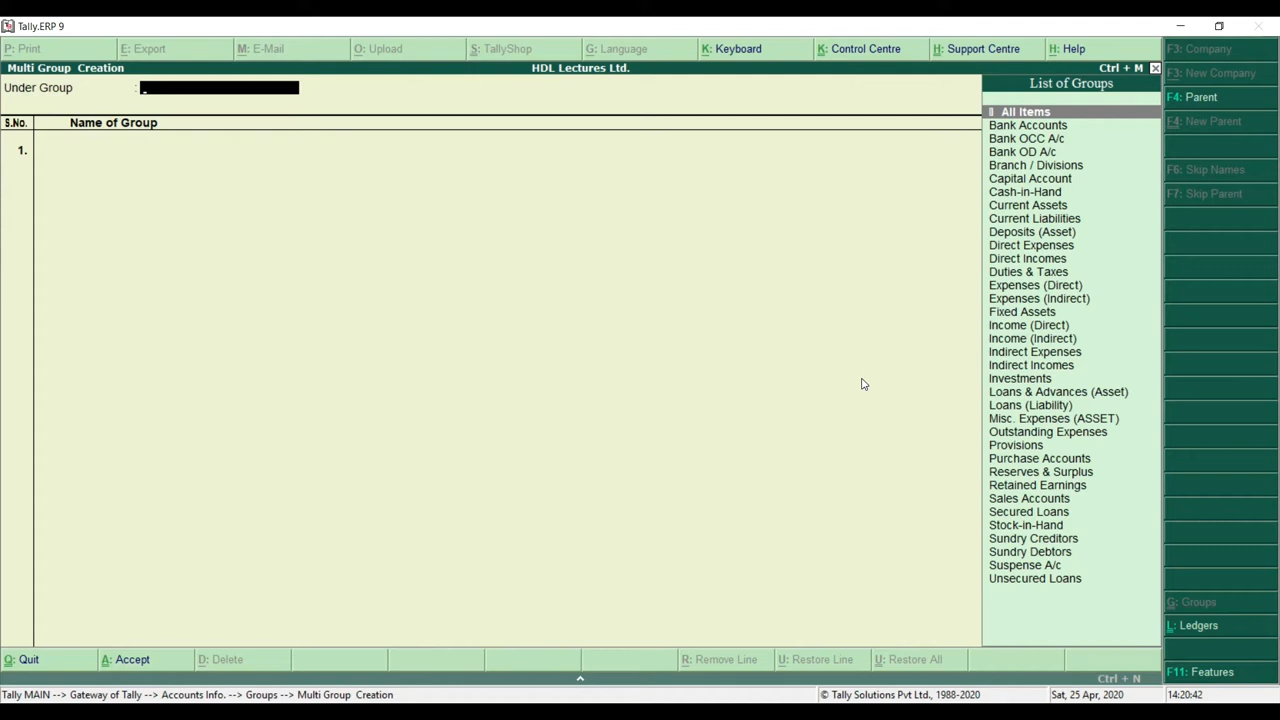 Tally.ERP 9
P: Print
E: Export
M: E-Mail
O: Upload
S: TallyShop
G: Language
K: Keyboard
K: Control Centre
H: Support Centre
H: Help
F3: Company
Multi Group Creation
HDL Lectures Ltd.
Ctrl + M
F3: New Company
Under Group :
List of Groups
F4: Parent
S.No. Name of Group
1.
All Items
Bank Accounts
Bank OCC A/c
Bank OD A/c
Branch / Divisions
Capital Account
Cash-in-Hand
Current Assets
Current Liabilities
Deposits (Asset)
Direct Expenses
Direct Incomes
Duties & Taxes
Expenses (Direct)
Expenses (Indirect)
Fixed Assets
Income (Direct)
Income (Indirect)
Indirect Expenses
Indirect Incomes
Investments
Loans & Advances (Asset)
Loans (Liability)
Misc. Expenses (ASSET)
Outstanding Expenses
Provisions
Purchase Accounts
Reserves & Surplus
Retained Earnings
Sales Accounts
Secured Loans
Stock-in-Hand
Sundry Creditors
Sundry Debtors
Suspense A/c
Unsecured Loans
F4: New Parent
F6: Skip Names
F7: Skip Parent
G: Groups
L: Ledgers
F11: Features
Q: Quit
A: Accept
D: Delete
R: Remove Line
U: Restore Line
U: Restore All
Ctrl + N
Tally MAIN --> Gateway of Tally --> Accounts Info. --> Groups --> Multi Group Creation
© Tally Solutions Pvt Ltd., 1988-2020
Sat, 25 Apr, 2020
14:20:42